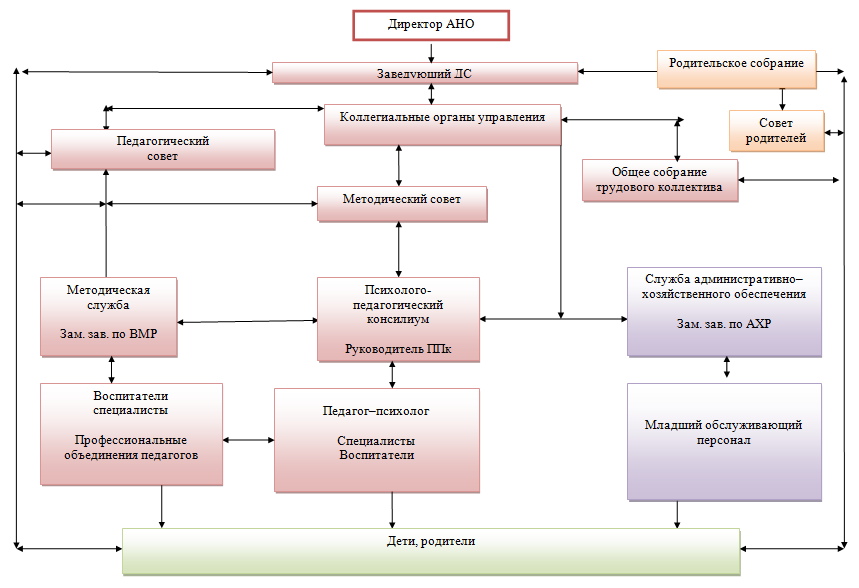 Директор АНО
Заведующий ДС
Родительское собрание
Коллегиальные органы управления
Совет
родителей
Педагогический
совет
Общее собрание
трудового коллектива
Методический совет
Методическая
служба
Зам. зав. по ВМР
Психолого-
педагогический
консилиум
Руководитель ППк
Служба административно–
хозяйственного обеспечения
Зам. зав. по АХР
Воспитатели
специалисты
Профессиональные
объединения педагогов
Педагог–психолог
Специалисты
Воспитатели
Младший обслуживающий
персонал
Дети, родители